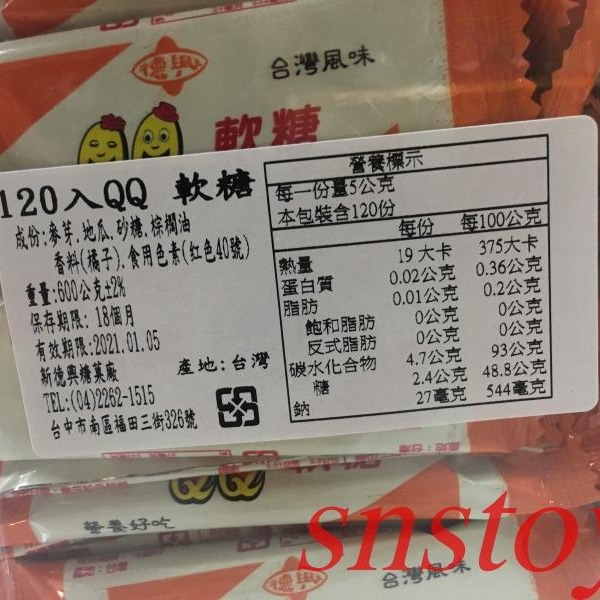 德興
台灣風味
軟糖
120入QQ 軟糖
成份:麥芽.地瓜.砂糖.棕櫚油
香料(橘子).食用色素(紅色40號)
重量:600公克±2%
保存期限: 18個月
有效期限:2021.01.05
新德興糖菓廠
產地:台灣
TEL:(04)2262-1515
台中市南區福田三街326號
營養標示
每一份量5公克
本包裝含120份
每份 每100公克
熱量 19大卡 375大卡
蛋白質 0.02公克 0.36公克
脂肪 0.01公克 0.2公克
飽和脂肪 0公克 0公克
反式脂肪 0公克 0公克
碳水化合物 4.7公克 93公克
糖 2.4公克 48.8公克
鈉 27毫克 544毫克
QQ
營養好吃
snstoy
德興
台灣風味